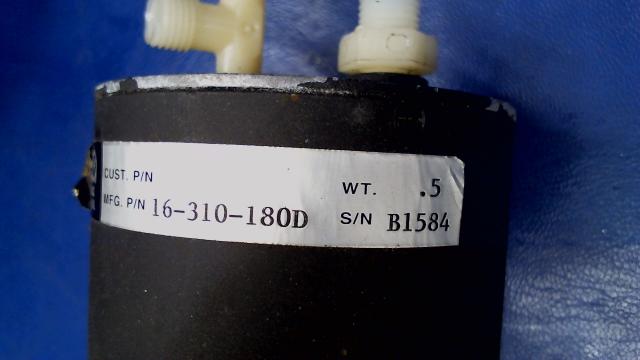 CUST. P/N
WT. .5
MFG. P/N 16-310-180D
S/N B1584